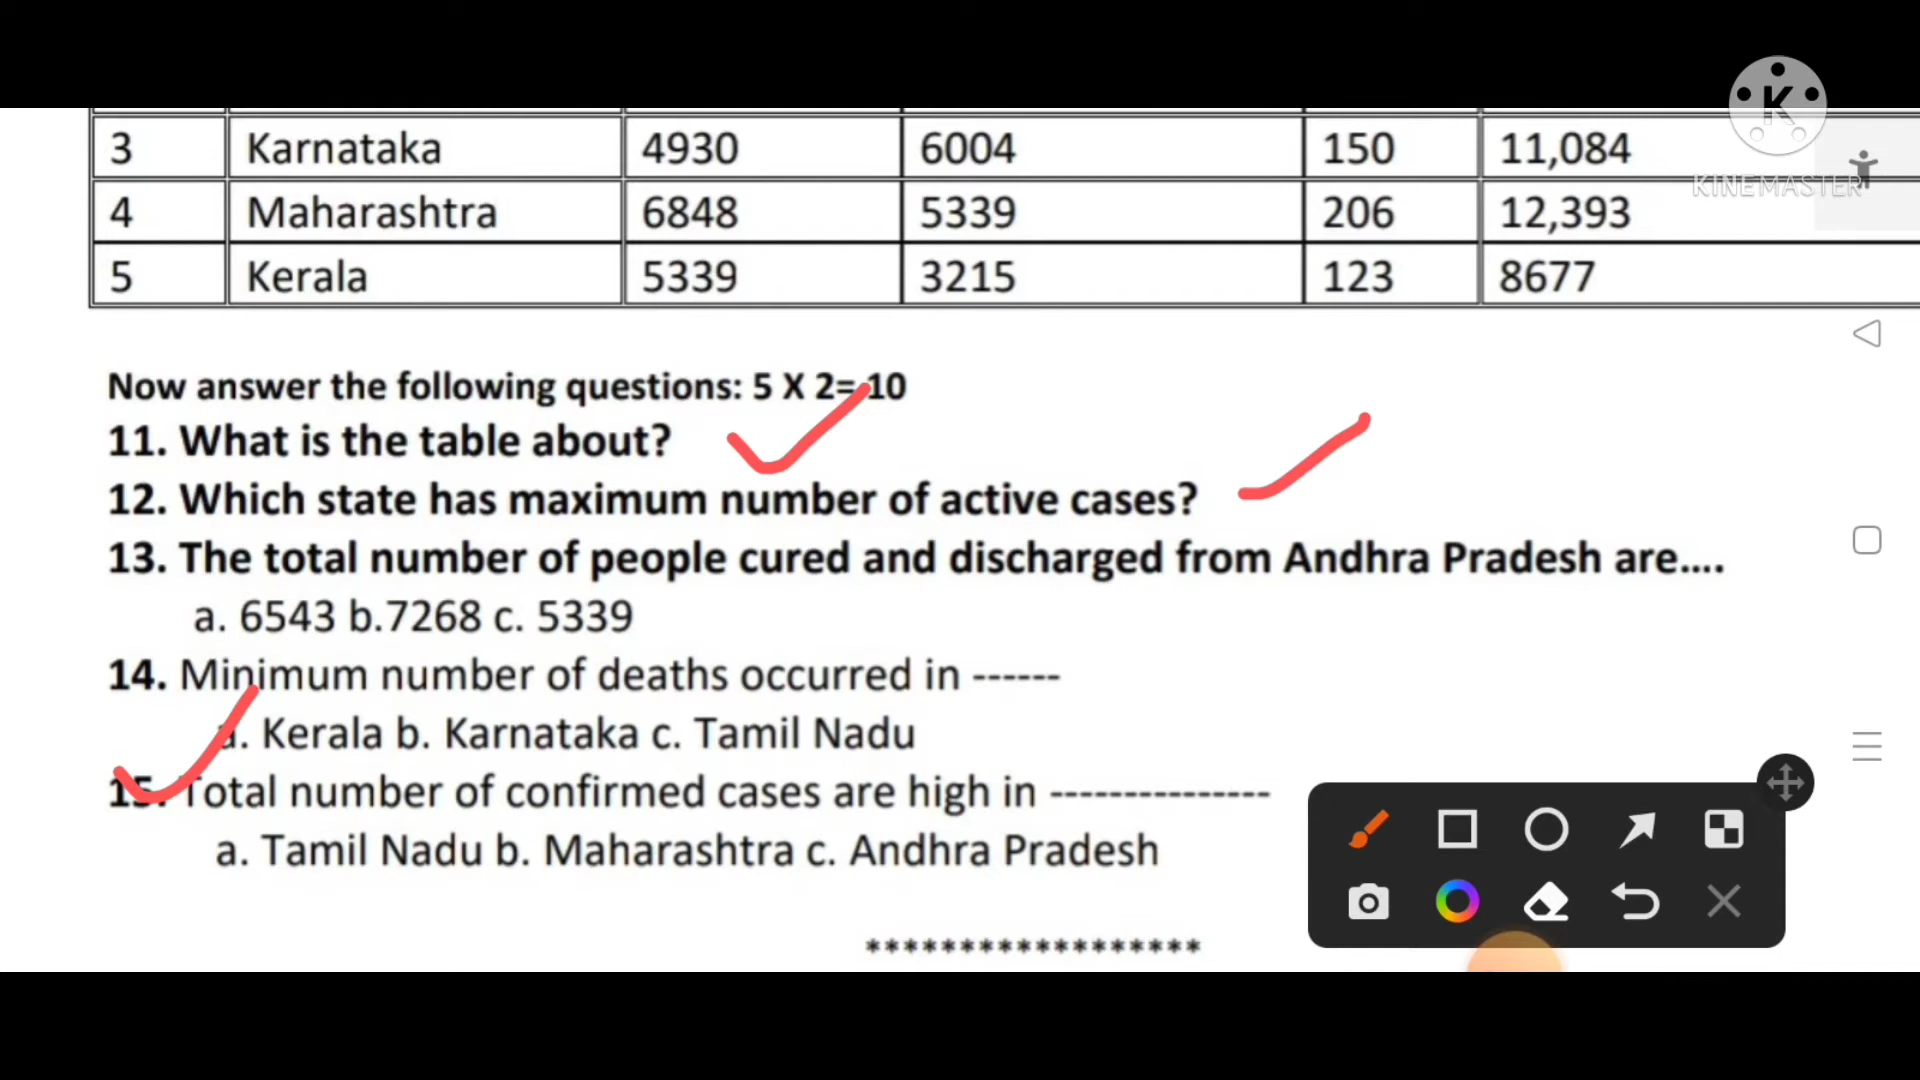 KINEMASTER
3 Karnataka 4930 6004 150 11,084
4 Maharashtra 6848 5339 206 12,393
5 Kerala 5339 3215 123 8677
Now answer the following questions: 5 X 2= 10
11. What is the table about?
12. Which state has maximum number of active cases?
13. The total number of people cured and discharged from Andhra Pradesh are....
a. 6543 b.7268 c. 5339
14. Minimum number of deaths occurred in ------
a. Kerala b. Karnataka c. Tamil Nadu
15. Total number of confirmed cases are high in ---------------
a. Tamil Nadu b. Maharashtra c. Andhra Pradesh
******************